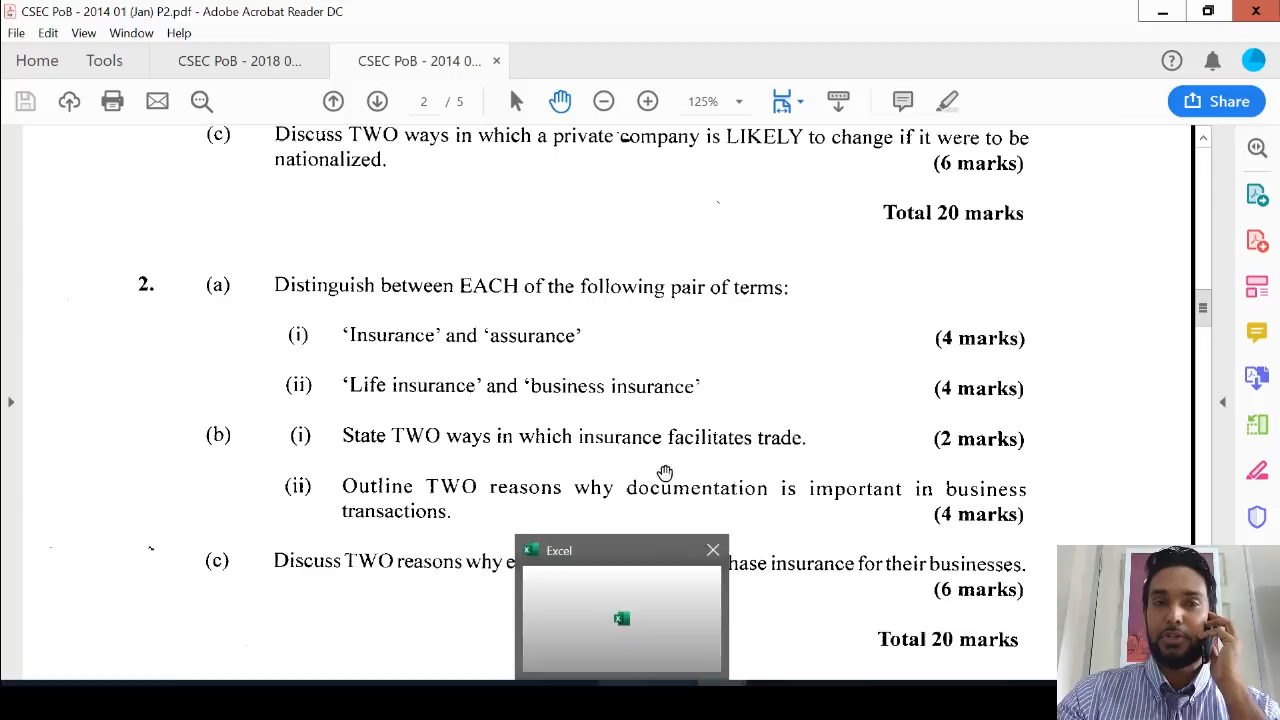 CSEC PoB - 2014 01 (Jan) P2.pdf - Adobe Acrobat Reader DC
File Edit View Window Help
Home Tools CSEC PoB - 2018 0... CSEC PoB - 2014 0... ×
2 / 5 125% Share
(c) Discuss TWO ways in which a private company is LIKELY to change if it were to be
nationalized. (6 marks)
Total 20 marks
2. (a) Distinguish between EACH of the following pair of terms:
(i) ‘Insurance’ and ‘assurance’ (4 marks)
(ii) ‘Life insurance’ and ‘business insurance’ (4 marks)
(b) (i) State TWO ways in which insurance facilitates trade. (2 marks)
(ii) Outline TWO reasons why documentation is important in business
transactions. (4 marks)
Excel
(c) Discuss TWO reasons why e hase insurance for their businesses.
(6 marks)
Total 20 marks